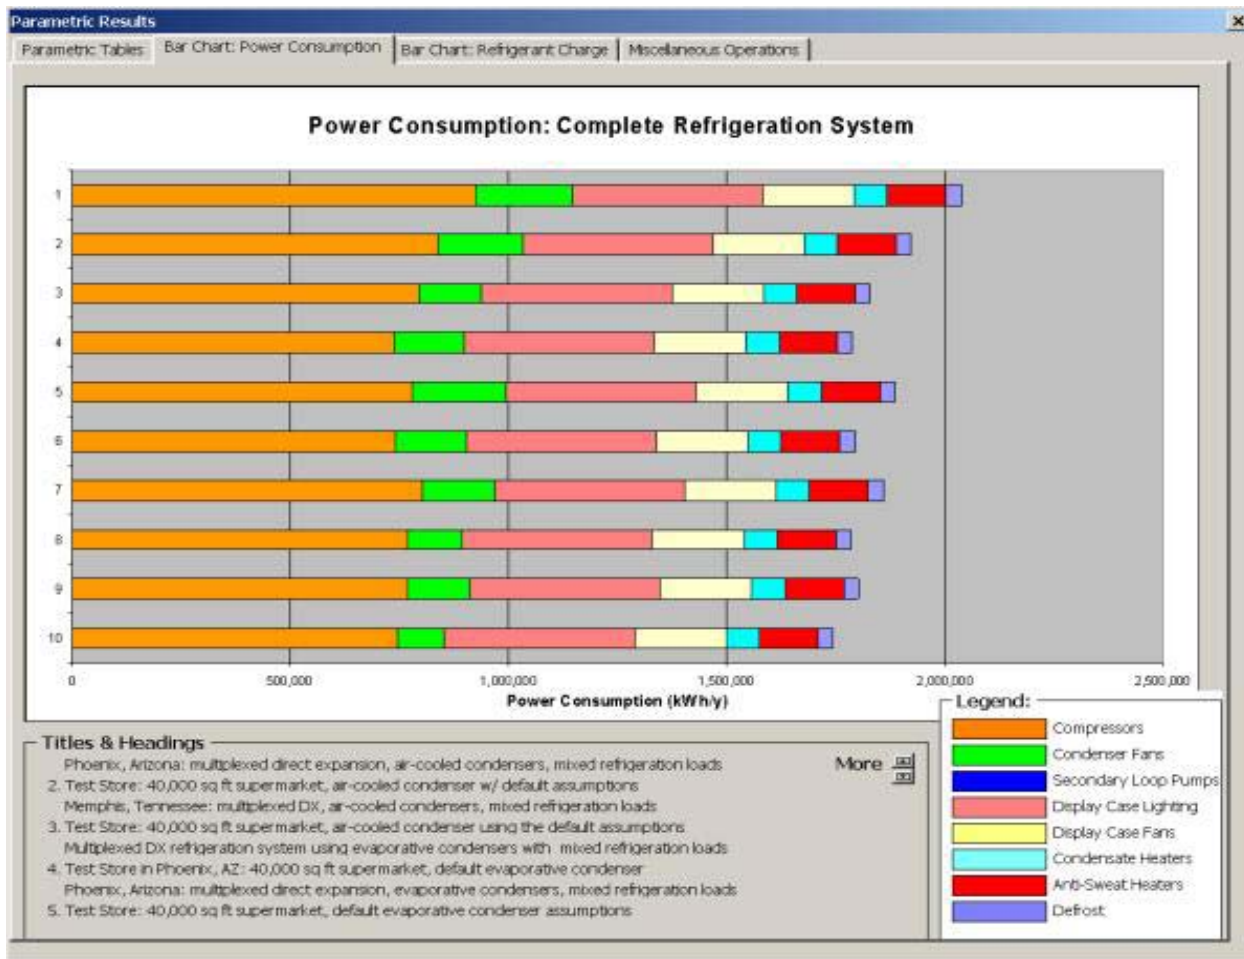 Parametric Results
Parametric Tables
Bar Chart: Power Consumption
Bar Chart: Refrigerant Charge
Miscellaneous Operations
Power Consumption: Complete Refrigeration System
1
2
3
4
5
6
7
8
9
10
0 500,000 1,000,000 1,500,000 2,000,000 2,500,000
Power Consumption (kWh/y)
Titles & Headings
Phoenix, Arizona: multiplexed direct expansion, air-cooled condensers, mixed refrigeration loads
2. Test Store: 40,000 sq ft supermarket, air-cooled condenser w/ default assumptions
Memphis, Tennessee: multiplexed DX, air-cooled condensers, mixed refrigeration loads
3. Test Store: 40,000 sq ft supermarket, air-cooled condenser using the default assumptions
Multiplexed DX refrigeration system using evaporative condensers with mixed refrigeration loads
4. Test Store in Phoenix, AZ: 40,000 sq ft supermarket, default evaporative condenser
Phoenix, Arizona: multiplexed direct expansion, evaporative condensers, mixed refrigeration loads
5. Test Store: 40,000 sq ft supermarket, default evaporative condenser assumptions
More
Legend:
Compressors
Condenser Fans
Secondary Loop Pumps
Display Case Lighting
Display Case Fans
Condensate Heaters
Anti-Sweat Heaters
Defrost